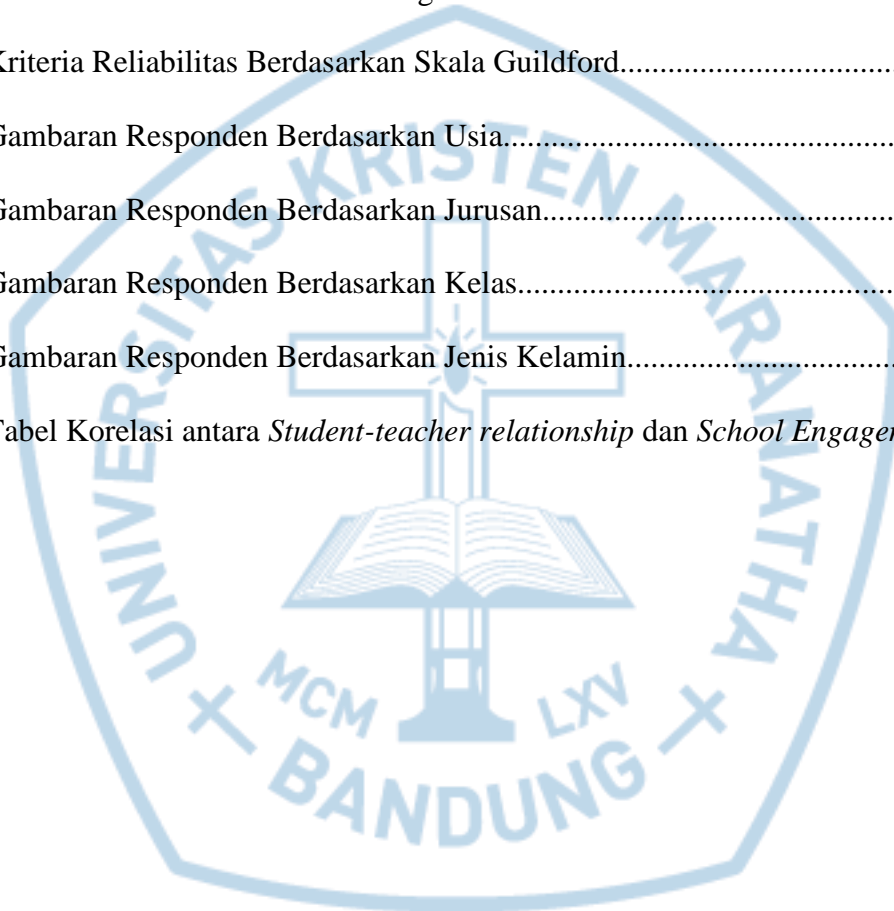 Kriteria Reliabilitas Berdasarkan Skala Guildford
Gambaran Responden Berdasarkan Usia
Gambaran Responden Berdasarkan Jurusan
Gambaran Responden Berdasarkan Kelas
Gambaran Responden Berdasarkan Jenis Kelamin
Tabel Korelasi antara Student-teacher relationship dan School
UNIVERSITAS KRISTEN MARANATHA
MCM LXV
BANDUNG